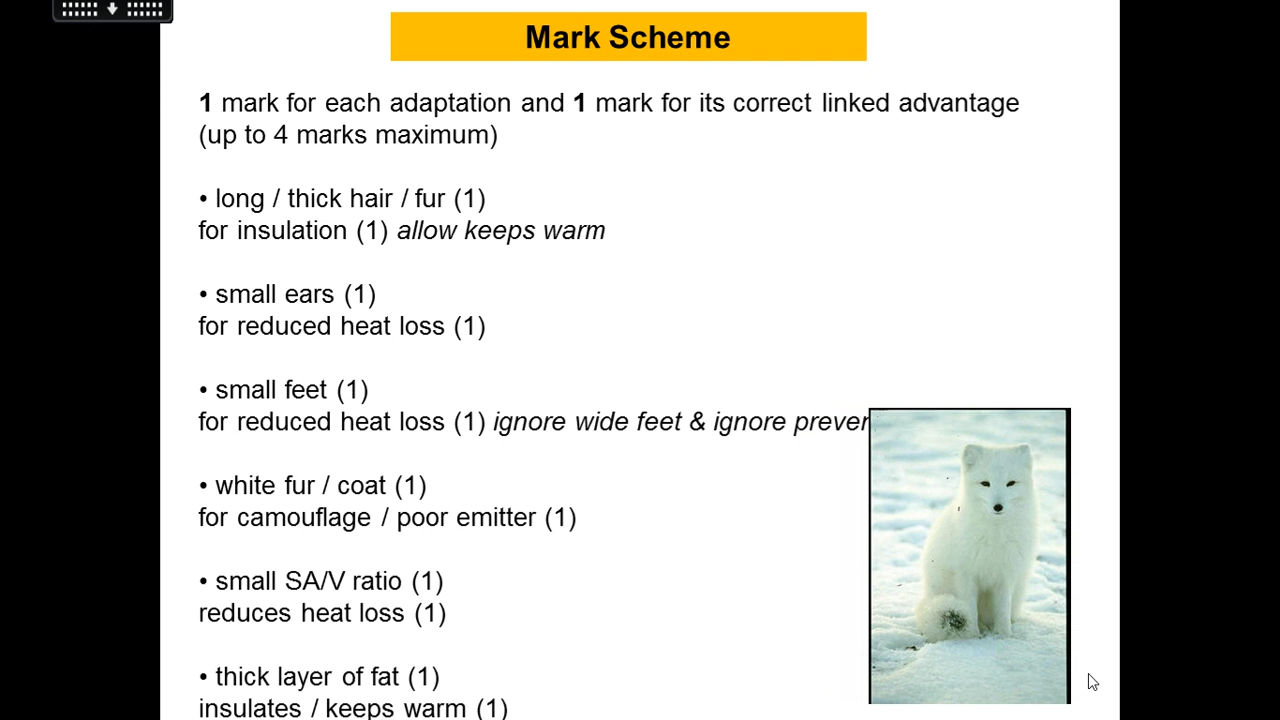 Mark Scheme
1 mark for each adaptation and 1 mark for its correct linked advantage
(up to 4 marks maximum)
• long / thick hair / fur (1)
for insulation (1) allow keeps warm
• small ears (1)
for reduced heat loss (1)
• small feet (1)
for reduced heat loss (1) ignore wide feet & ignore
• white fur / coat (1)
for camouflage / poor emitter (1)
• small SA/V ratio (1)
reduces heat loss (1)
• thick layer of fat (1)
insulates / keeps warm (1)